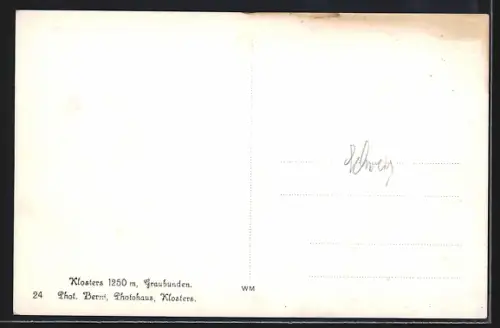 Schweiz
Klosters 1250 m, Graubünden.
24 Phot. Berni, Photohaus, Klosters.
WM